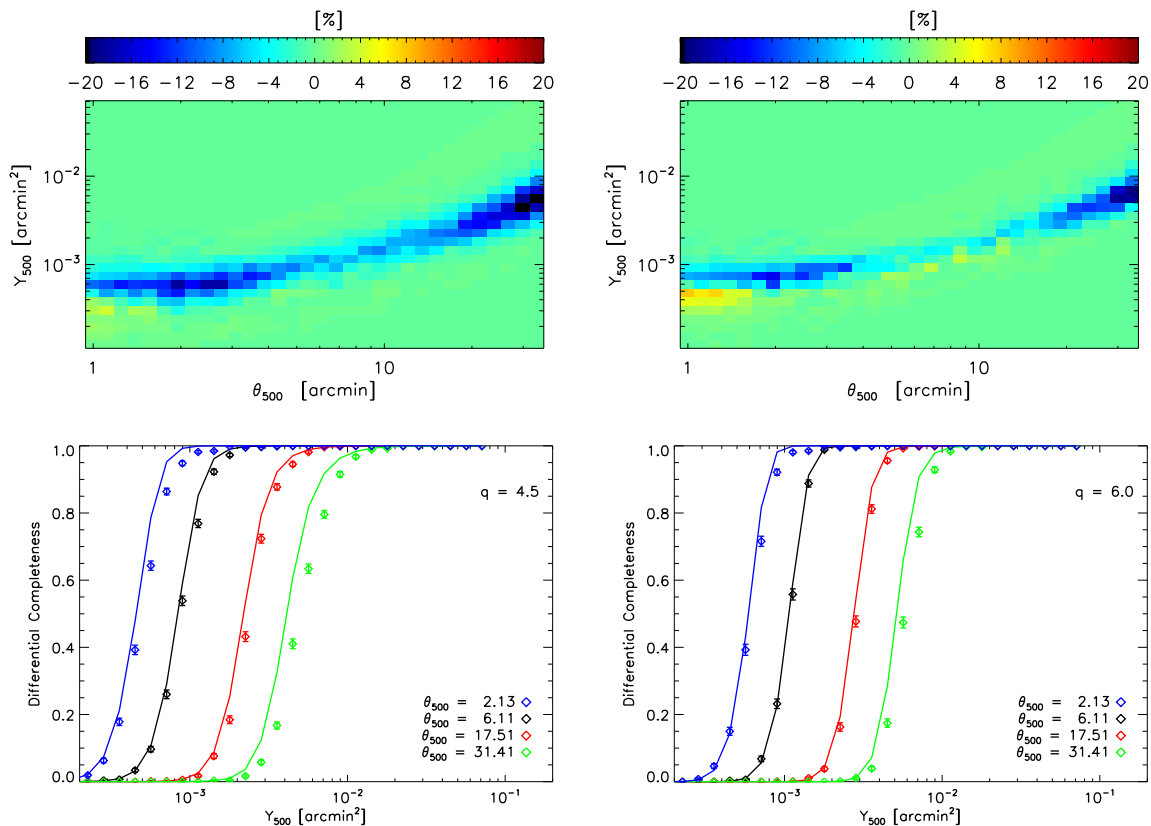 [%]
−20 −16 −12 −8 −4 0 4 8 12 16 20
Y500 [arcmin²]
10⁻²
10⁻³
1 10
θ500 [arcmin]
[%]
−20 −16 −12 −8 −4 0 4 8 12 16 20
Y500 [arcmin²]
10⁻²
10⁻³
1 10
θ500 [arcmin]
Differential Completeness
1.0
0.8
0.6
0.4
0.2
0.0
q = 4.5
θ500 = 2.13
θ500 = 6.11
θ500 = 17.51
θ500 = 31.41
10⁻³ 10⁻² 10⁻¹
Y500 [arcmin²]
Differential Completeness
1.0
0.8
0.6
0.4
0.2
0.0
q = 6.0
θ500 = 2.13
θ500 = 6.11
θ500 = 17.51
θ500 = 31.41
10⁻³ 10⁻² 10⁻¹
Y500 [arcmin²]